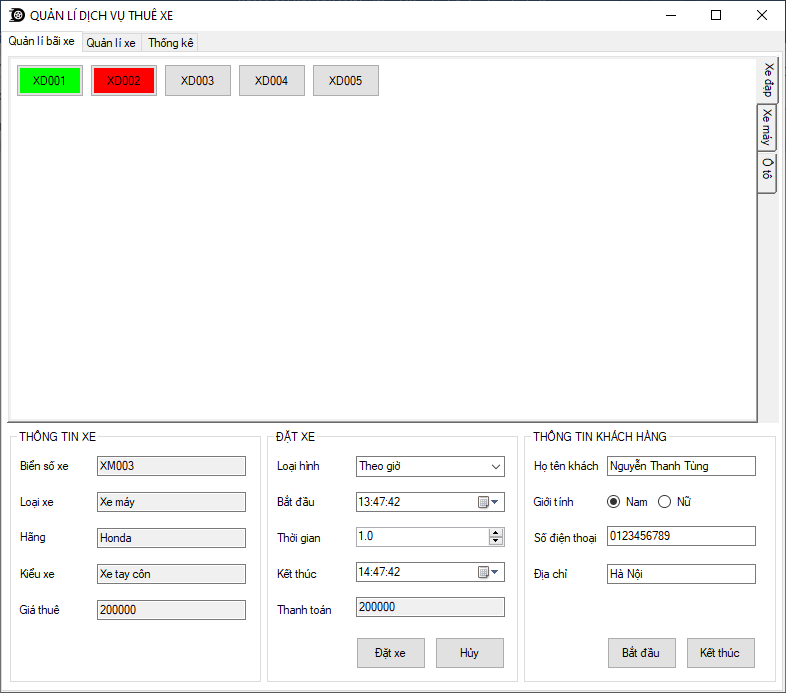 QUẢN LÍ DỊCH VỤ THUÊ XE
Quản lí bãi xe Quản lí xe Thống kê
XD001 XD002 XD003 XD004 XD005
Xe đạp
Xe máy
Ô tô
THÔNG TIN XE
Biển số xe XM003
Loại xe Xe máy
Hãng Honda
Kiểu xe Xe tay côn
Giá thuê 200000
ĐẶT XE
Loại hình Theo giờ
Bắt đầu 13:47:42
Thời gian 1.0
Kết thúc 14:47:42
Thanh toán 200000
Đặt xe Hủy
THÔNG TIN KHÁCH HÀNG
Họ tên khách Nguyễn Thanh Tùng
Giới tính Nam Nữ
Số điện thoại 0123456789
Địa chỉ Hà Nội
Bắt đầu Kết thúc